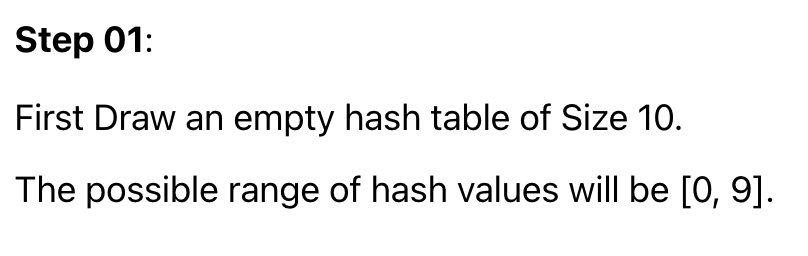 Step 01:
First Draw an empty hash table of Size 10.
The possible range of hash values will be [0, 9].